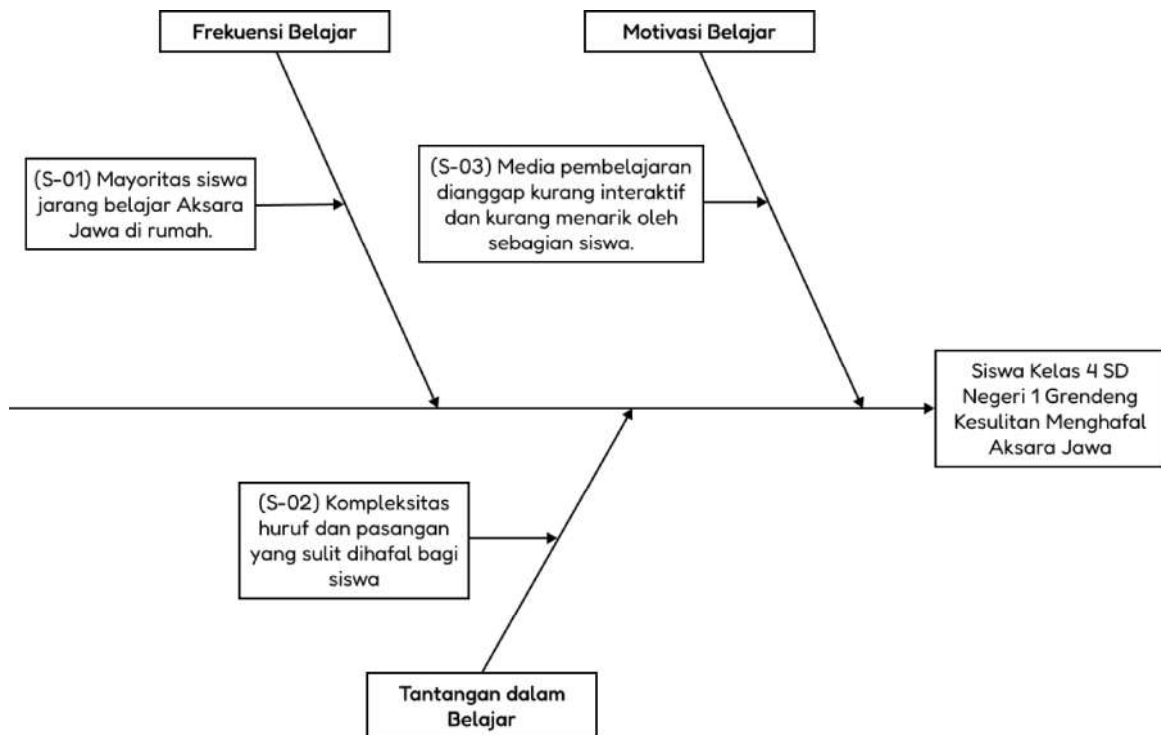 Frekuensi Belajar
Motivasi Belajar
(S-01) Mayoritas siswa
jarang belajar Aksara
Jawa di rumah.
(S-03) Media pembelajaran
dianggap kurang interaktif
dan kurang menarik oleh
sebagian siswa.
Siswa Kelas 4 SD
Negeri 1 Grendeng
Kesulitan Menghafal
Aksara Jawa
(S-02) Kompleksitas
huruf dan pasangan
yang sulit dihafal bagi
siswa
Tantangan dalam
Belajar